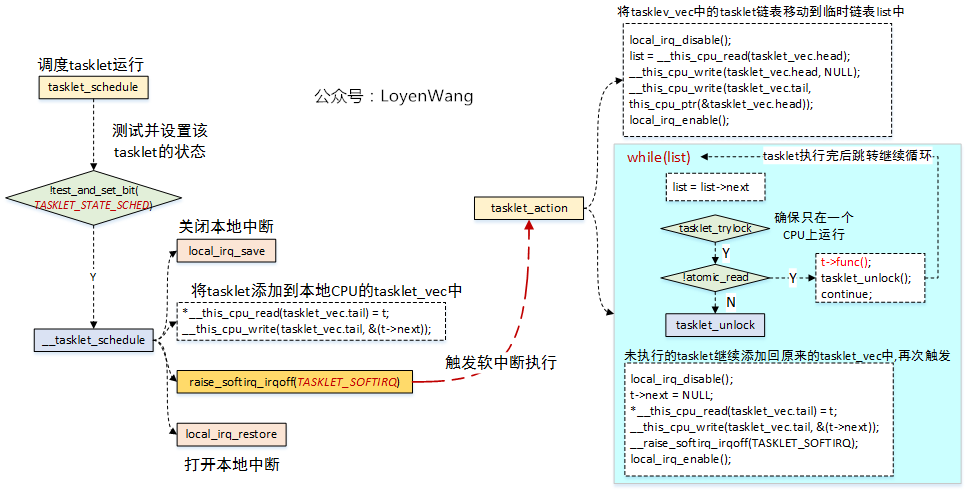 调度tasklet运行
tasklet_schedule
公众号：LoyenWang
测试并设置该
tasklet的状态
!test_and_set_bit(
TASKLET_STATE_SCHED)
Y
__tasklet_schedule
关闭本地中断
local_irq_save
将tasklet添加到本地CPU的tasklet_vec中
*__this_cpu_read(tasklet_vec.tail) = t;
__this_cpu_write(tasklet_vec.tail, &(t->next));
raise_softirq_irqoff(TASKLET_SOFTIRQ)
local_irq_restore
打开本地中断
触发软中断执行
tasklet_action
将tasklev_vec中的tasklet链表移动到临时链表list中
local_irq_disable();
list = __this_cpu_read(tasklet_vec.head);
__this_cpu_write(tasklet_vec.head, NULL);
__this_cpu_write(tasklet_vec.tail,
this_cpu_ptr(&tasklet_vec.head));
local_irq_enable();
while(list)
tasklet执行完后跳转继续循环
list = list->next
tasklet_trylock
确保只在一个
CPU上运行
Y
!atomic_read
Y
t->func();
tasklet_unlock();
continue;
N
tasklet_unlock
未执行的tasklet继续添加回原来的tasklet_vec中,再次触发
local_irq_disable();
t->next = NULL;
*__this_cpu_read(tasklet_vec.tail) = t;
__this_cpu_write(tasklet_vec.tail, &(t->next));
__raise_softirq_irqoff(TASKLET_SOFTIRQ);
local_irq_enable();